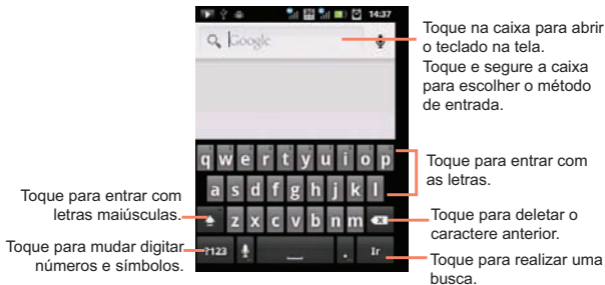 14:37
Google
Toque na caixa para abrir
o teclado na tela.
Toque e segure a caixa
para escolher o método
de entrada.
q w e r t y u i o p
a s d f g h j k l
z x c v b n m
?123
.
Ir
Toque para entrar com
as letras.
Toque para entrar com
letras maiúsculas.
Toque para deletar o
caractere anterior.
Toque para mudar digitar
números e símbolos.
Toque para realizar uma
busca.